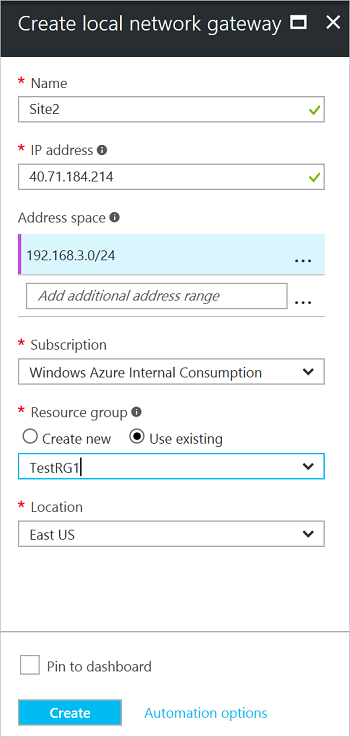 Create local network gateway
* Name
Site2
* IP address
40.71.184.214
Address space
192.168.3.0/24 ...
Add additional address range ...
* Subscription
Windows Azure Internal Consumption
* Resource group
Create new Use existing
TestRG1
* Location
East US
Pin to dashboard
Create Automation options